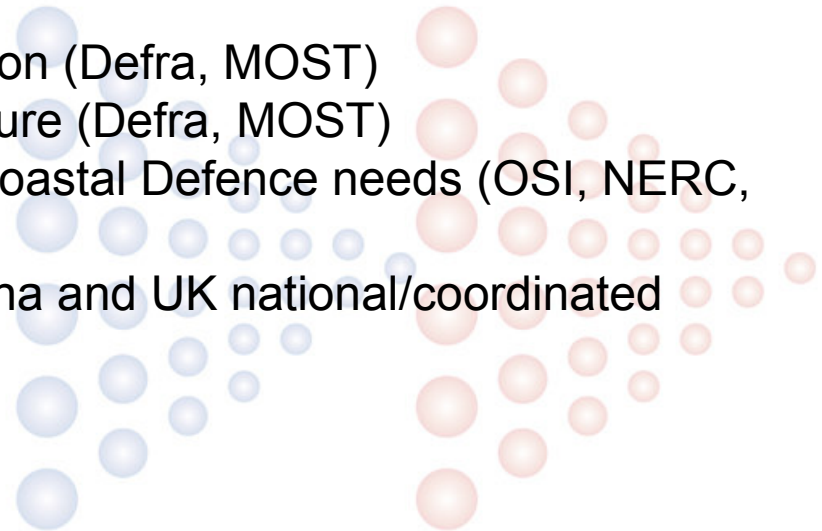 on (Defra, MOST)
ure (Defra, MOST)
oastal Defence needs (OSI, NERC,
na and UK national/coordinated